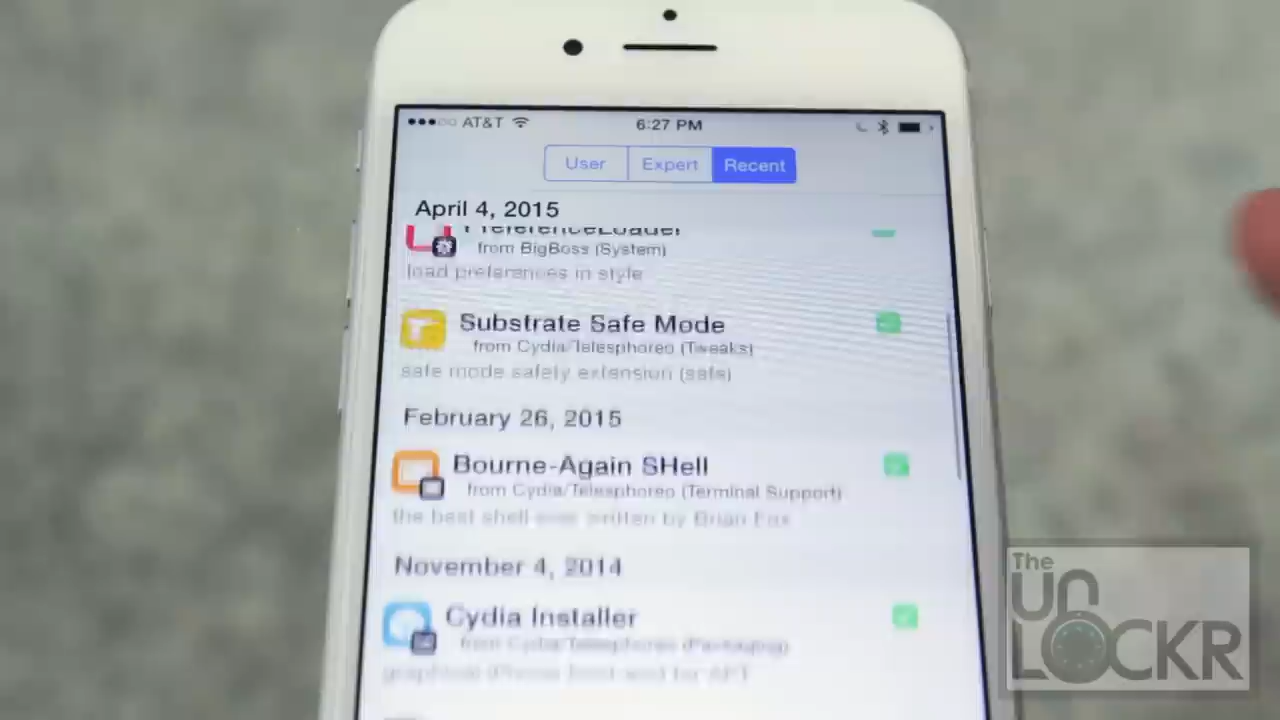 AT&T 6:27 PM
User Expert Recent
April 4, 2015
PreferenceLoader
from BigBoss (System)
load preferences in style
Substrate Safe Mode
from Cydia/Telesphoreo (Tweaks)
safe mode safety extension (safe)
February 26, 2015
Bourne-Again SHell
from Cydia/Telesphoreo (Terminal Support)
the best shell ever written by Brian Fox
November 4, 2014
Cydia Installer
from Cydia/Telesphoreo (Packaging)
graphical iPhone front-end for APT
The
UN
LOCKR